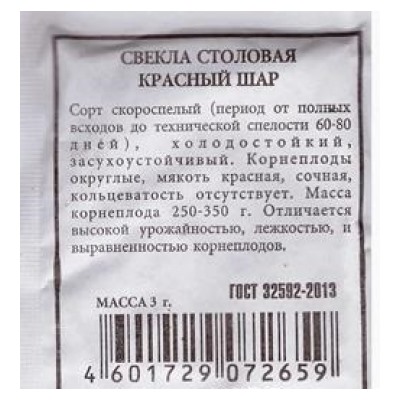 СВЕКЛА СТОЛОВАЯ
КРАСНЫЙ ШАР
Сорт скороспелый (период от полных
всходов до технической спелости 60-80
дней), холодостойкий,
засухоустойчивый. Корнеплоды
округлые, мякоть красная, сочная,
кольцеватость отсутствует. Масса
корнеплода 250-350 г. Отличается
высокой урожайностью, лежкостью, и
выравненностью корнеплодов.
МАССА 3 г.
ГОСТ 32592-2013
4 601729 072659